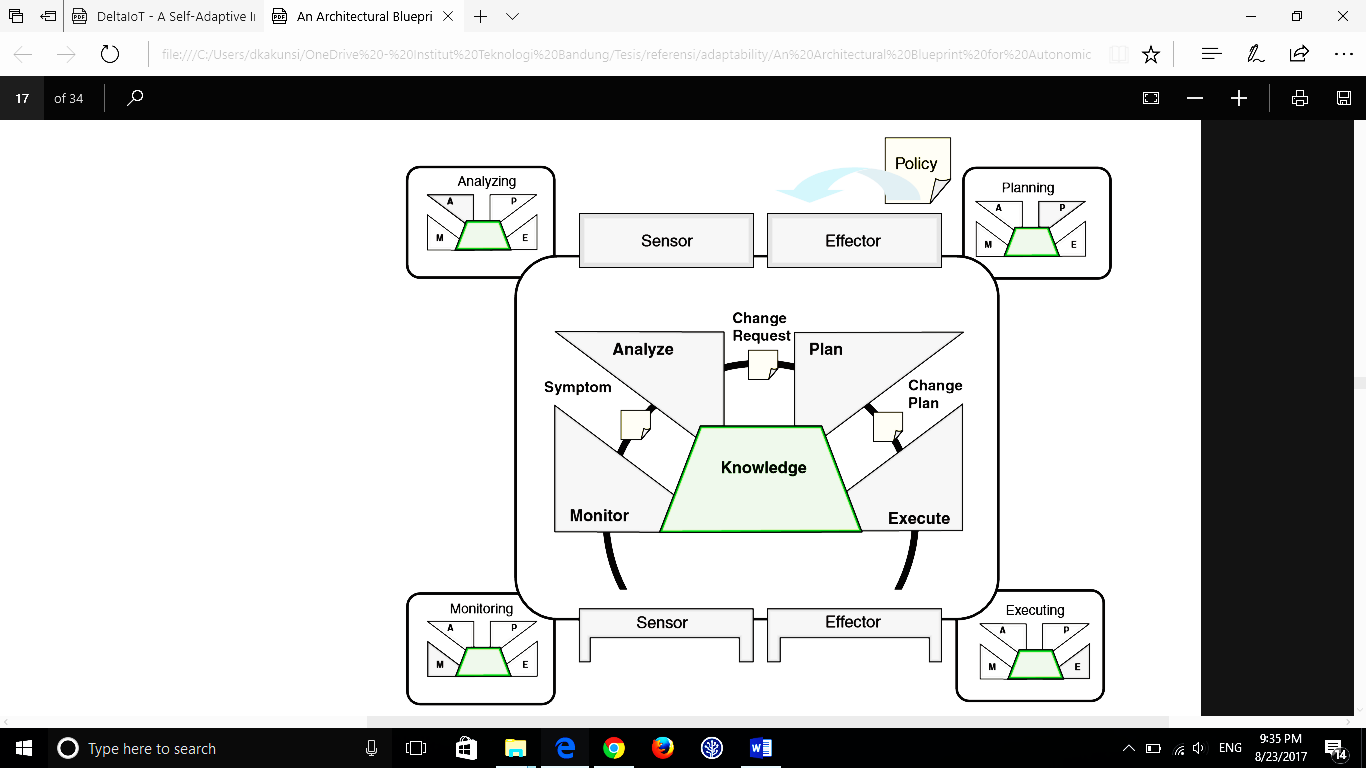 DeltaIoT - A Self-Adaptive I
An Architectural Bluepri
file:///C:/Users/dkakunsi/OneDrive%20-%20Institut%20Teknologi%20Bandung/Tesis/referensi/adaptability/An%20Architectural%20Blueprint%20for%20Autonomic
17 of 34
Policy
Analyzing
A P
M E
Planning
A P
M E
Sensor
Effector
Change
Request
Analyze
Plan
Symptom
Change
Plan
Knowledge
Monitor
Execute
Monitoring
A P
M E
Sensor
Effector
Executing
A P
M E
Type here to search
ENG
9:35 PM
8/23/2017
14